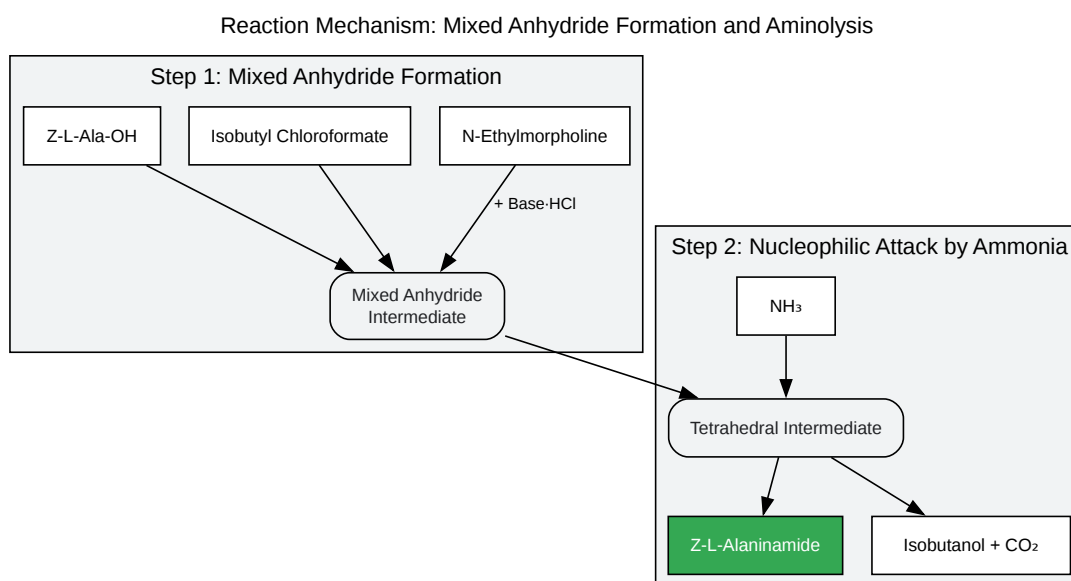 Reaction Mechanism: Mixed Anhydride Formation and Aminolysis
Step 1: Mixed Anhydride Formation
Z-L-Ala-OH
Isobutyl Chloroformate
N-Ethylmorpholine
+ Base·HCl
Mixed Anhydride
Intermediate
Step 2: Nucleophilic Attack by Ammonia
NH₃
Tetrahedral Intermediate
Z-L-Alaninamide
Isobutanol + CO₂